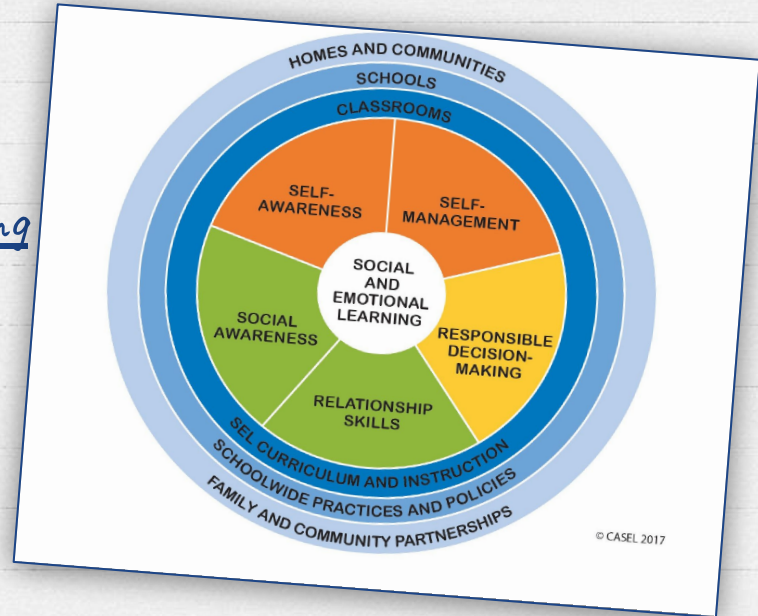 ng
HOMES AND COMMUNITIES
SCHOOLS
CLASSROOMS
SELF-
AWARENESS
SELF-
MANAGEMENT
SOCIAL
AND
EMOTIONAL
LEARNING
SOCIAL
AWARENESS
RESPONSIBLE
DECISION-
MAKING
RELATIONSHIP
SKILLS
SEL CURRICULUM AND INSTRUCTION
SCHOOLWIDE PRACTICES AND POLICIES
FAMILY AND COMMUNITY PARTNERSHIPS
© CASEL 2017